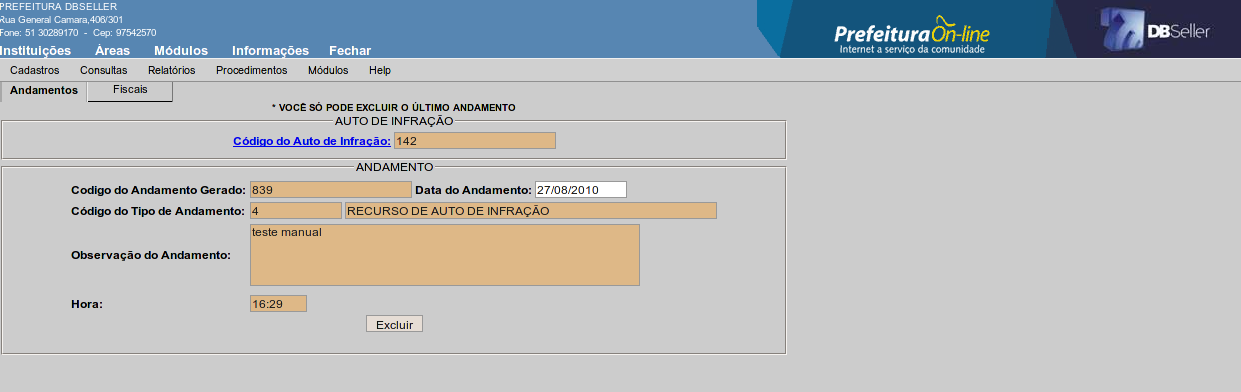 PREFEITURA DBSELLER
Rua General Camara,406/301
Fone: 51 30289170 - Cep: 97542570
Prefeitura On-line
Internet a serviço da comunidade
DBSeller
Instituições Áreas Módulos Informações Fechar
Cadastros Consultas Relatórios Procedimentos Módulos Help
Andamentos Fiscais
* VOCÊ SÓ PODE EXCLUIR O ÚLTIMO ANDAMENTO
AUTO DE INFRAÇÃO
Código do Auto de Infração: 142
ANDAMENTO
Codigo do Andamento Gerado: 839 Data do Andamento: 27/08/2010
Código do Tipo de Andamento: 4 RECURSO DE AUTO DE INFRAÇÃO
Observação do Andamento: teste manual
Hora: 16:29
Excluir